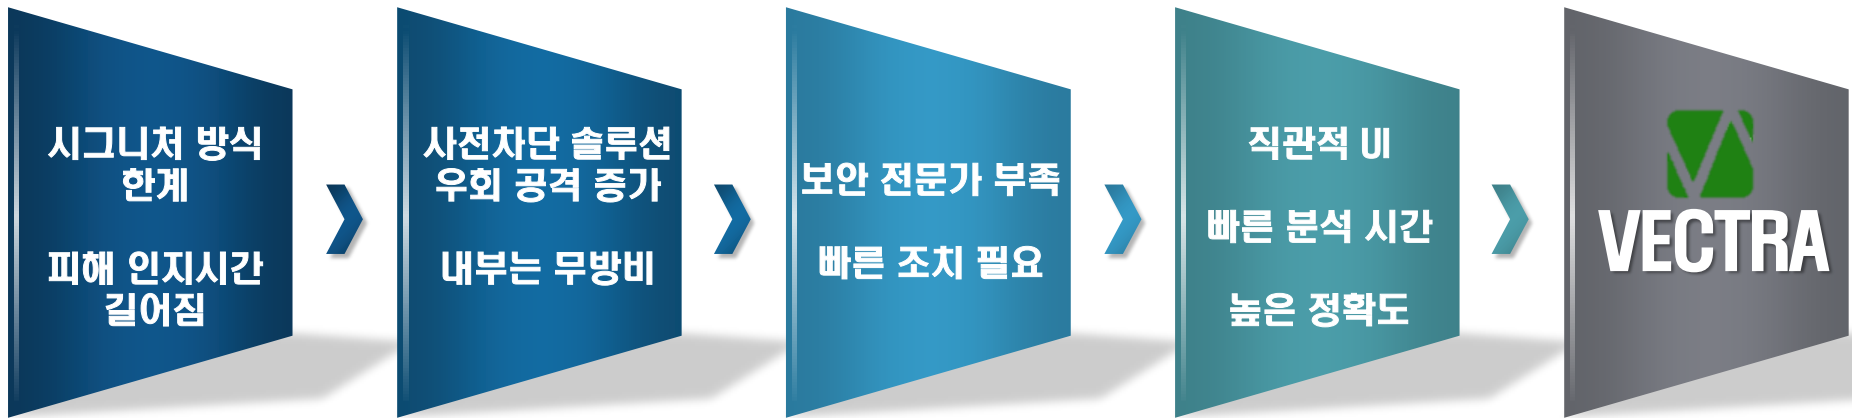 시그니처 방식
한계
피해 인지시간
길어짐
사전차단 솔루션
우회 공격 증가
내부는 무방비
보안 전문가 부족
빠른 조치 필요
직관적 UI
빠른 분석 시간
높은 정확도
VECTRA